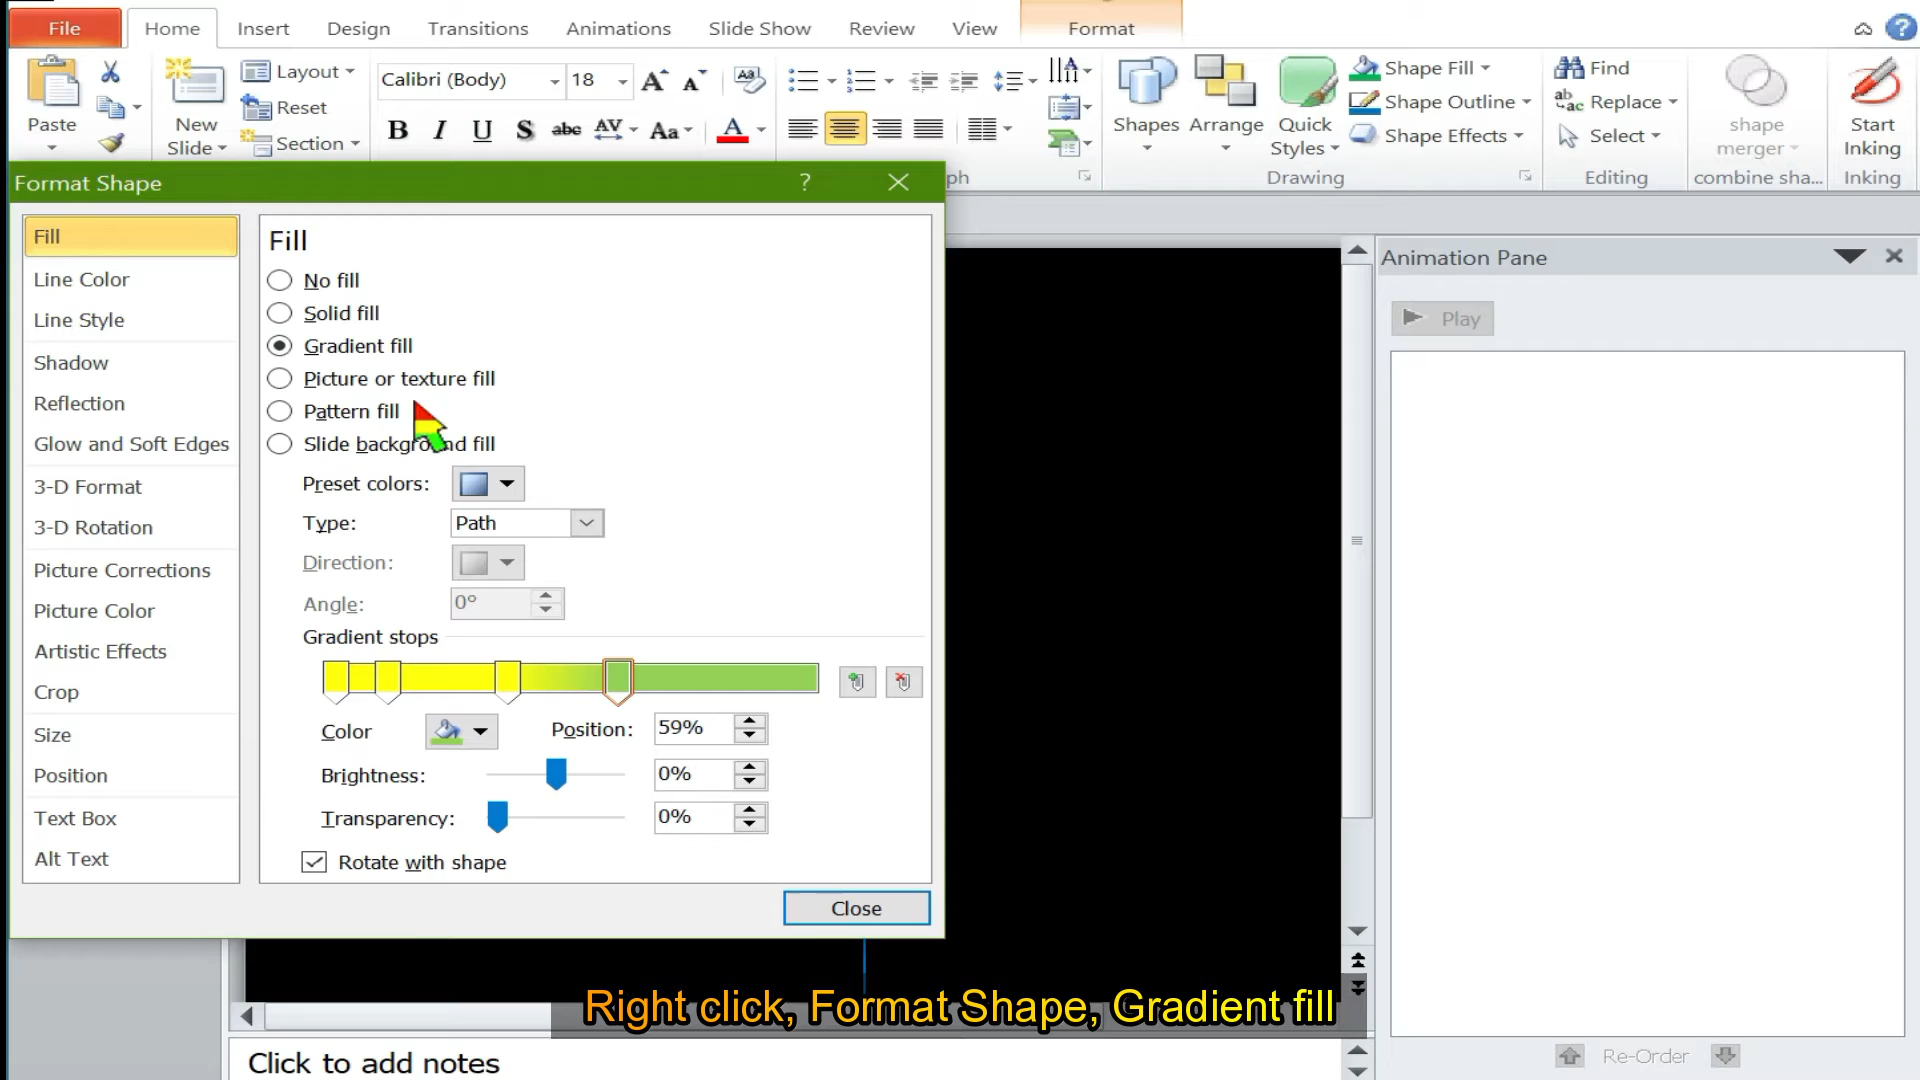 File Home Insert Design Transitions Animations Slide Show Review View Format
Paste
New Slide
Layout
Reset
Section
Calibri (Body) 18
B I U S abc AV Aa A
Shapes
Arrange
Quick Styles
Shape Fill
Shape Outline
Shape Effects
Drawing
Find
Replace
Select
Editing
shape merger
combine sha...
Start Inking
Inking
ph
Format Shape ?
Fill
Line Color
Line Style
Shadow
Reflection
Glow and Soft Edges
3-D Format
3-D Rotation
Picture Corrections
Picture Color
Artistic Effects
Crop
Size
Position
Text Box
Alt Text
Fill
No fill
Solid fill
Gradient fill
Picture or texture fill
Pattern fill
Slide background fill
Preset colors:
Type: Path
Direction:
Angle: 0°
Gradient stops
Color Position: 59%
Brightness: 0%
Transparency: 0%
Rotate with shape
Close
Animation Pane
Play
Re-Order
Right click, Format Shape, Gradient fill
Click to add notes